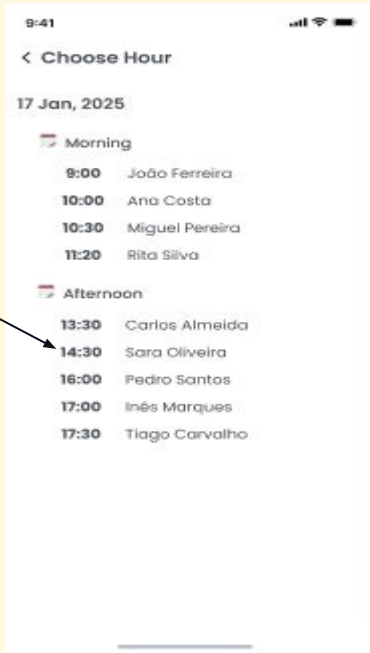 9:41
< Choose Hour
17 Jan, 2025
Morning
9:00 João Ferreira
10:00 Ana Costa
10:30 Miguel Pereira
11:20 Rita Silva
Afternoon
13:30 Carlos Almeida
14:30 Sara Oliveira
16:00 Pedro Santos
17:00 Inês Marques
17:30 Tiago Carvalho